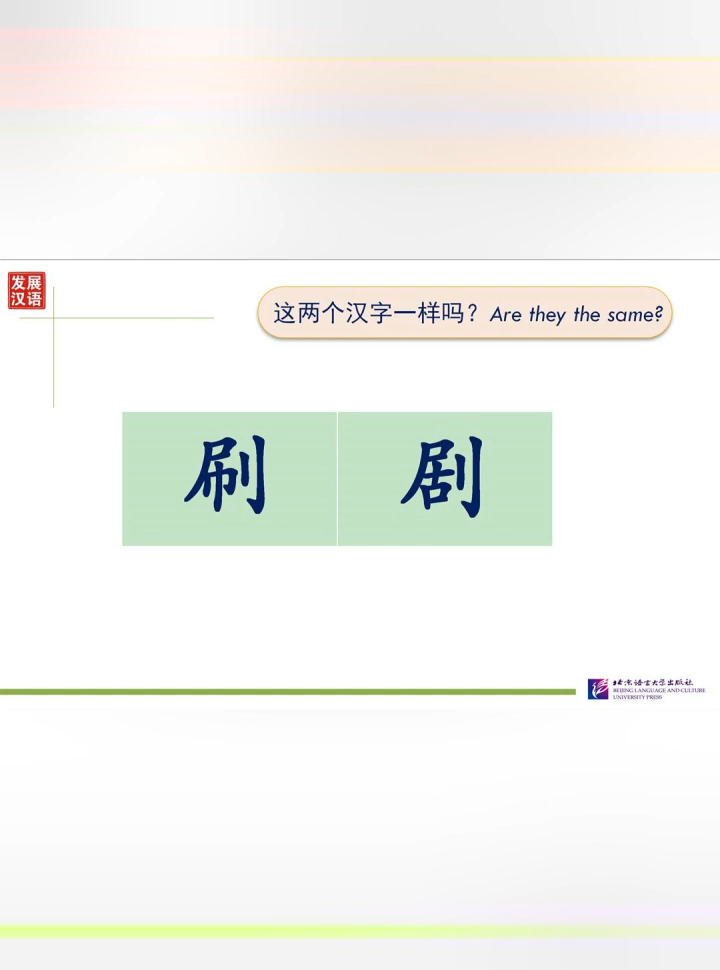 发展
汉语
这两个汉字一样吗？Are they the same?
刷 剧
北京语言大学出版社
BEIJING LANGUAGE AND CULTURE
UNIVERSITY PRESS